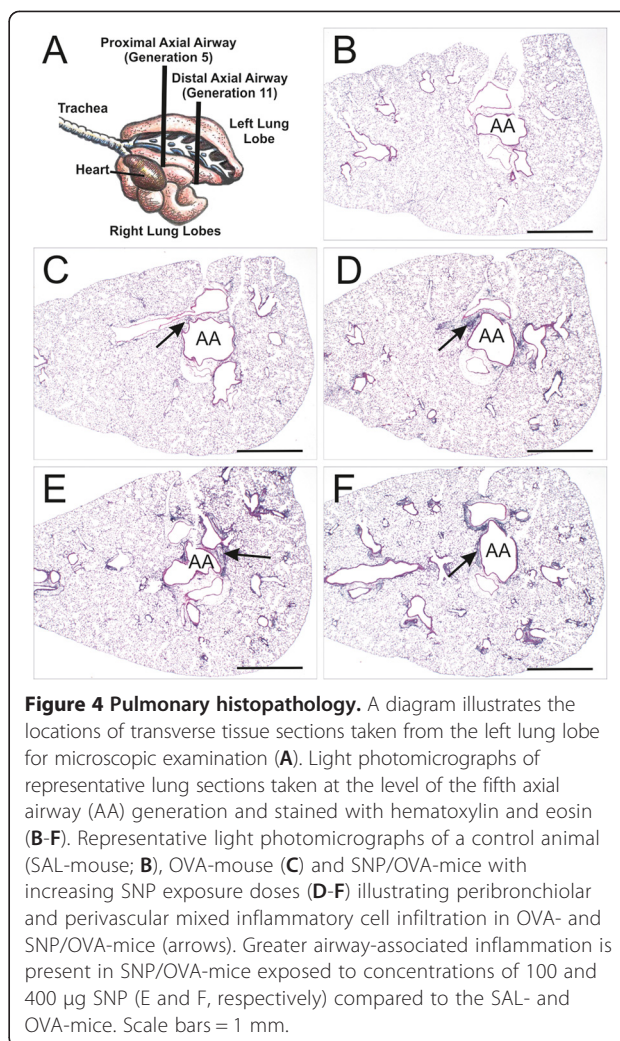 A
Proximal Axial Airway
(Generation 5)
Distal Axial Airway
(Generation 11)
Trachea
Left Lung
Lobe
Heart
Right Lung Lobes
B
AA
C
AA
D
AA
E
AA
F
AA
Figure 4 Pulmonary histopathology. A diagram illustrates the
locations of transverse tissue sections taken from the left lung lobe
for microscopic examination (A). Light photomicrographs of
representative lung sections taken at the level of the fifth axial
airway (AA) generation and stained with hematoxylin and eosin
(B-F). Representative light photomicrographs of a control animal
(SAL-mouse; B), OVA-mouse (C) and SNP/OVA-mice with
increasing SNP exposure doses (D-F) illustrating peribronchiolar
and perivascular mixed inflammatory cell infiltration in OVA- and
SNP/OVA-mice (arrows). Greater airway-associated inflammation is
present in SNP/OVA-mice exposed to concentrations of 100 and
400 μg SNP (E and F, respectively) compared to the SAL- and
OVA-mice. Scale bars = 1 mm.